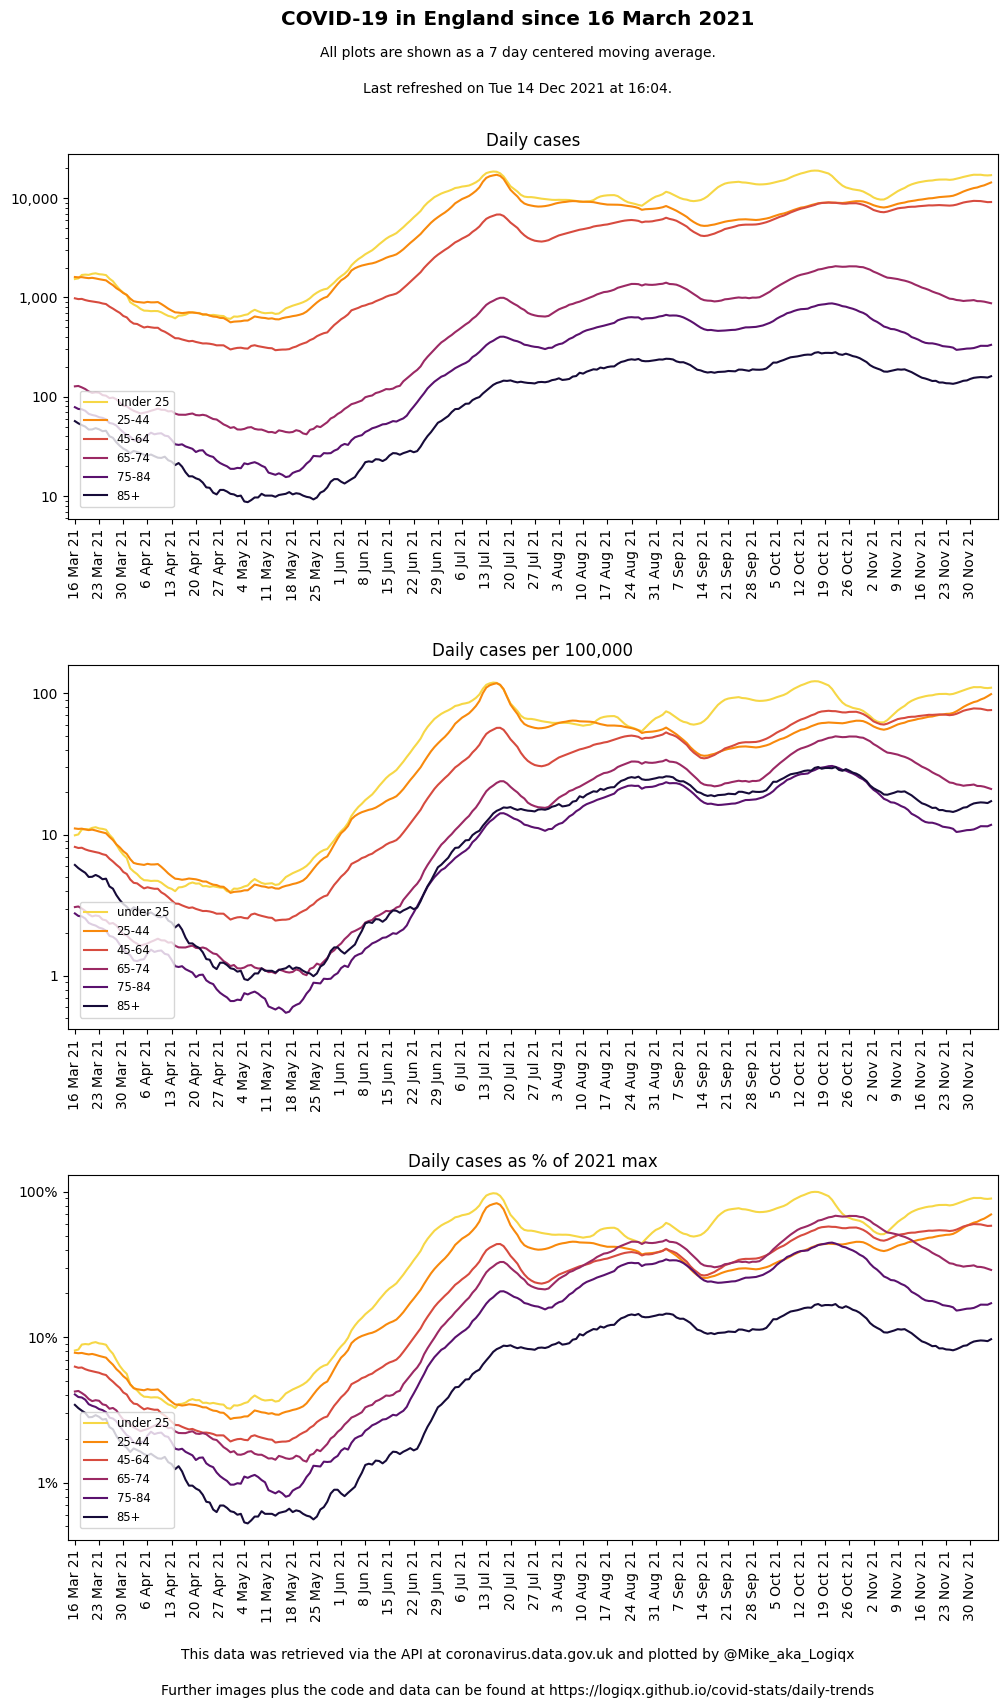 COVID-19 in England since 16 March 2021
All plots are shown as a 7 day centered moving average.
Last refreshed on Tue 14 Dec 2021 at 16:04.
Daily cases
10,000
1,000
100
10
under 25
25-44
45-64
65-74
75-84
85+
16 Mar 21
23 Mar 21
30 Mar 21
6 Apr 21
13 Apr 21
20 Apr 21
27 Apr 21
4 May 21
11 May 21
18 May 21
25 May 21
1 Jun 21
8 Jun 21
15 Jun 21
22 Jun 21
29 Jun 21
6 Jul 21
13 Jul 21
20 Jul 21
27 Jul 21
3 Aug 21
10 Aug 21
17 Aug 21
24 Aug 21
31 Aug 21
7 Sep 21
14 Sep 21
21 Sep 21
28 Sep 21
5 Oct 21
12 Oct 21
19 Oct 21
26 Oct 21
2 Nov 21
9 Nov 21
16 Nov 21
23 Nov 21
30 Nov 21
Daily cases per 100,000
100
10
1
under 25
25-44
45-64
65-74
75-84
85+
16 Mar 21
23 Mar 21
30 Mar 21
6 Apr 21
13 Apr 21
20 Apr 21
27 Apr 21
4 May 21
11 May 21
18 May 21
25 May 21
1 Jun 21
8 Jun 21
15 Jun 21
22 Jun 21
29 Jun 21
6 Jul 21
13 Jul 21
20 Jul 21
27 Jul 21
3 Aug 21
10 Aug 21
17 Aug 21
24 Aug 21
31 Aug 21
7 Sep 21
14 Sep 21
21 Sep 21
28 Sep 21
5 Oct 21
12 Oct 21
19 Oct 21
26 Oct 21
2 Nov 21
9 Nov 21
16 Nov 21
23 Nov 21
30 Nov 21
Daily cases as % of 2021 max
100%
10%
1%
under 25
25-44
45-64
65-74
75-84
85+
16 Mar 21
23 Mar 21
30 Mar 21
6 Apr 21
13 Apr 21
20 Apr 21
27 Apr 21
4 May 21
11 May 21
18 May 21
25 May 21
1 Jun 21
8 Jun 21
15 Jun 21
22 Jun 21
29 Jun 21
6 Jul 21
13 Jul 21
20 Jul 21
27 Jul 21
3 Aug 21
10 Aug 21
17 Aug 21
24 Aug 21
31 Aug 21
7 Sep 21
14 Sep 21
21 Sep 21
28 Sep 21
5 Oct 21
12 Oct 21
19 Oct 21
26 Oct 21
2 Nov 21
9 Nov 21
16 Nov 21
23 Nov 21
30 Nov 21
This data was retrieved via the API at coronavirus.data.gov.uk and plotted by @Mike_aka_Logiqx
Further images plus the code and data can be found at https://logiqx.github.io/covid-stats/daily-trends